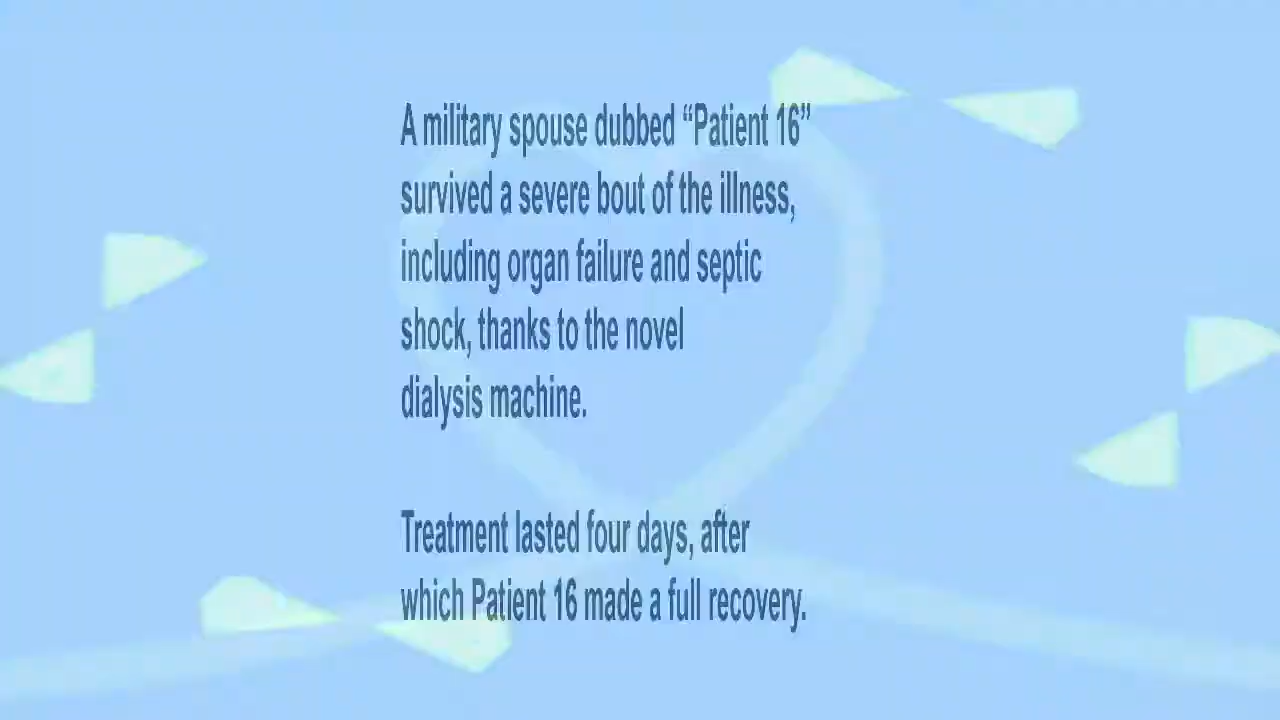 A military spouse dubbed “Patient 16”
survived a severe bout of the illness,
including organ failure and septic
shock, thanks to the novel
dialysis machine.
Treatment lasted four days, after
which Patient 16 made a full recovery.